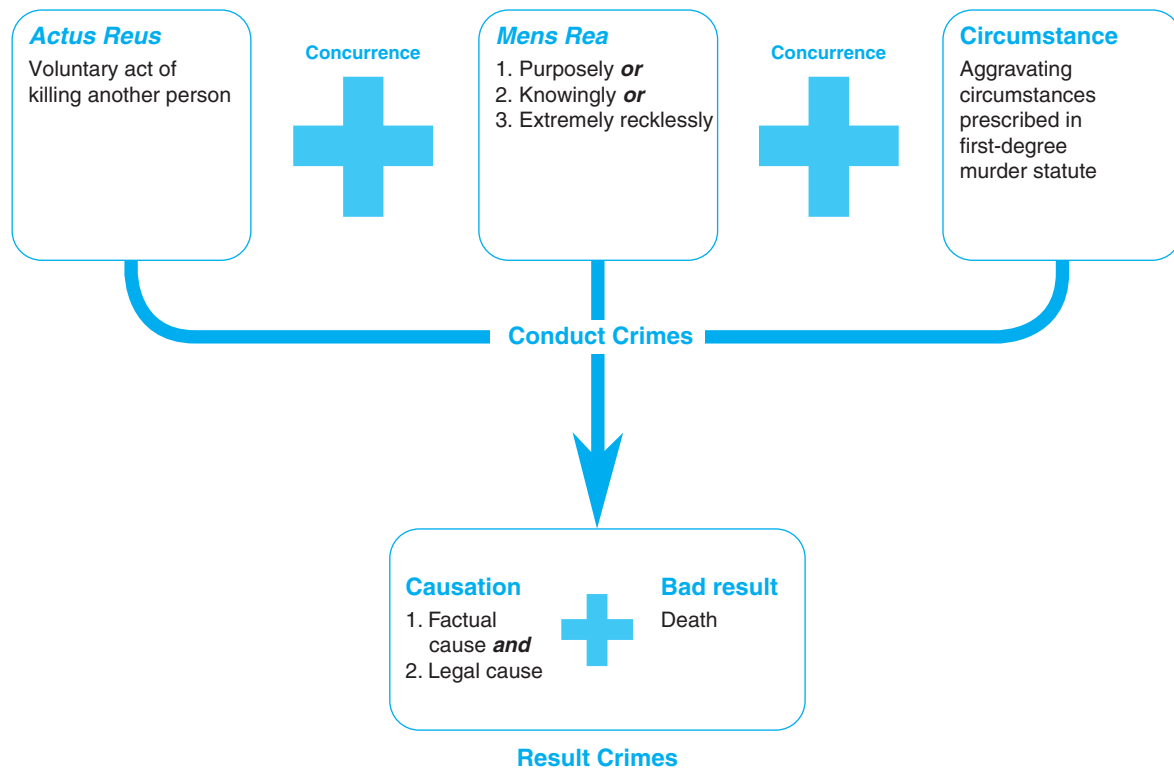 Actus Reus
Voluntary act of
killing another person
Concurrence
Mens Rea
1. Purposely or
2. Knowingly or
3. Extremely recklessly
Concurrence
Circumstance
Aggravating
circumstances
prescribed in
first-degree
murder statute
Conduct Crimes
Causation
1. Factual
cause and
2. Legal cause
Bad result
Death
Result Crimes